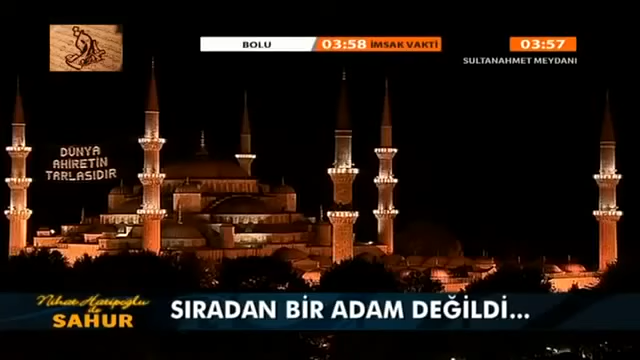 BOLU
03:58 İMSAK VAKTİ
03:57
SULTANAHMET MEYDANI
DÜNYA
AHİRETİN
TARLASIDIR
Nihat Hatipoğlu
ile
SAHUR
SIRADAN BİR ADAM DEĞİLDİ...